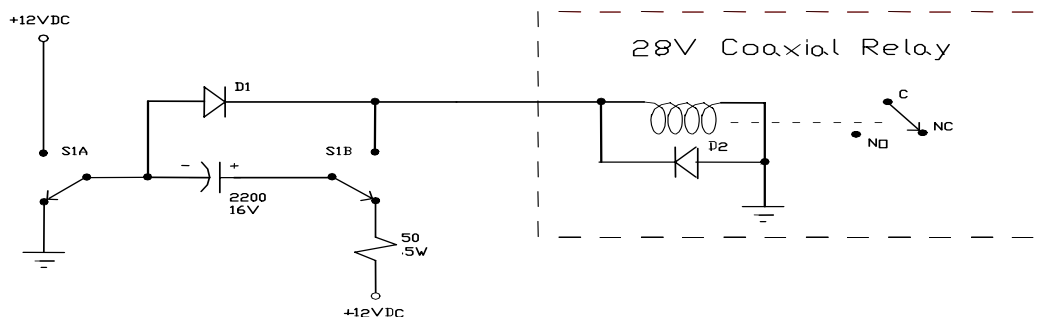 +12VDC
28V Coaxial Relay
D1
C
NC
NO
S1A
S1B
D2
-
+
2200
16V
50
.5W
+12VDC